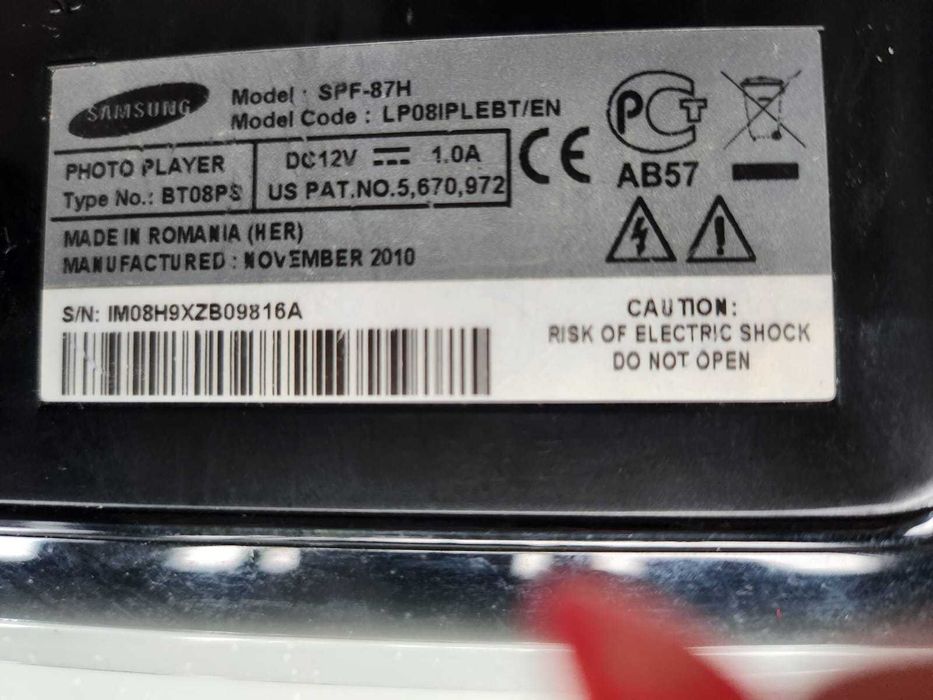 SAMSUNG
Model : SPF-87H
Model Code : LP08IPLEBT/EN
PHOTO PLAYER
Type No.: BT08PS
DC12V 1.0A
US PAT.NO.5,670,972
CE
РСТ
AB57
MADE IN ROMANIA (HER)
MANUFACTURED : NOVEMBER 2010
S/N: IM08H9XZB09816A
CAUTION:
RISK OF ELECTRIC SHOCK
DO NOT OPEN